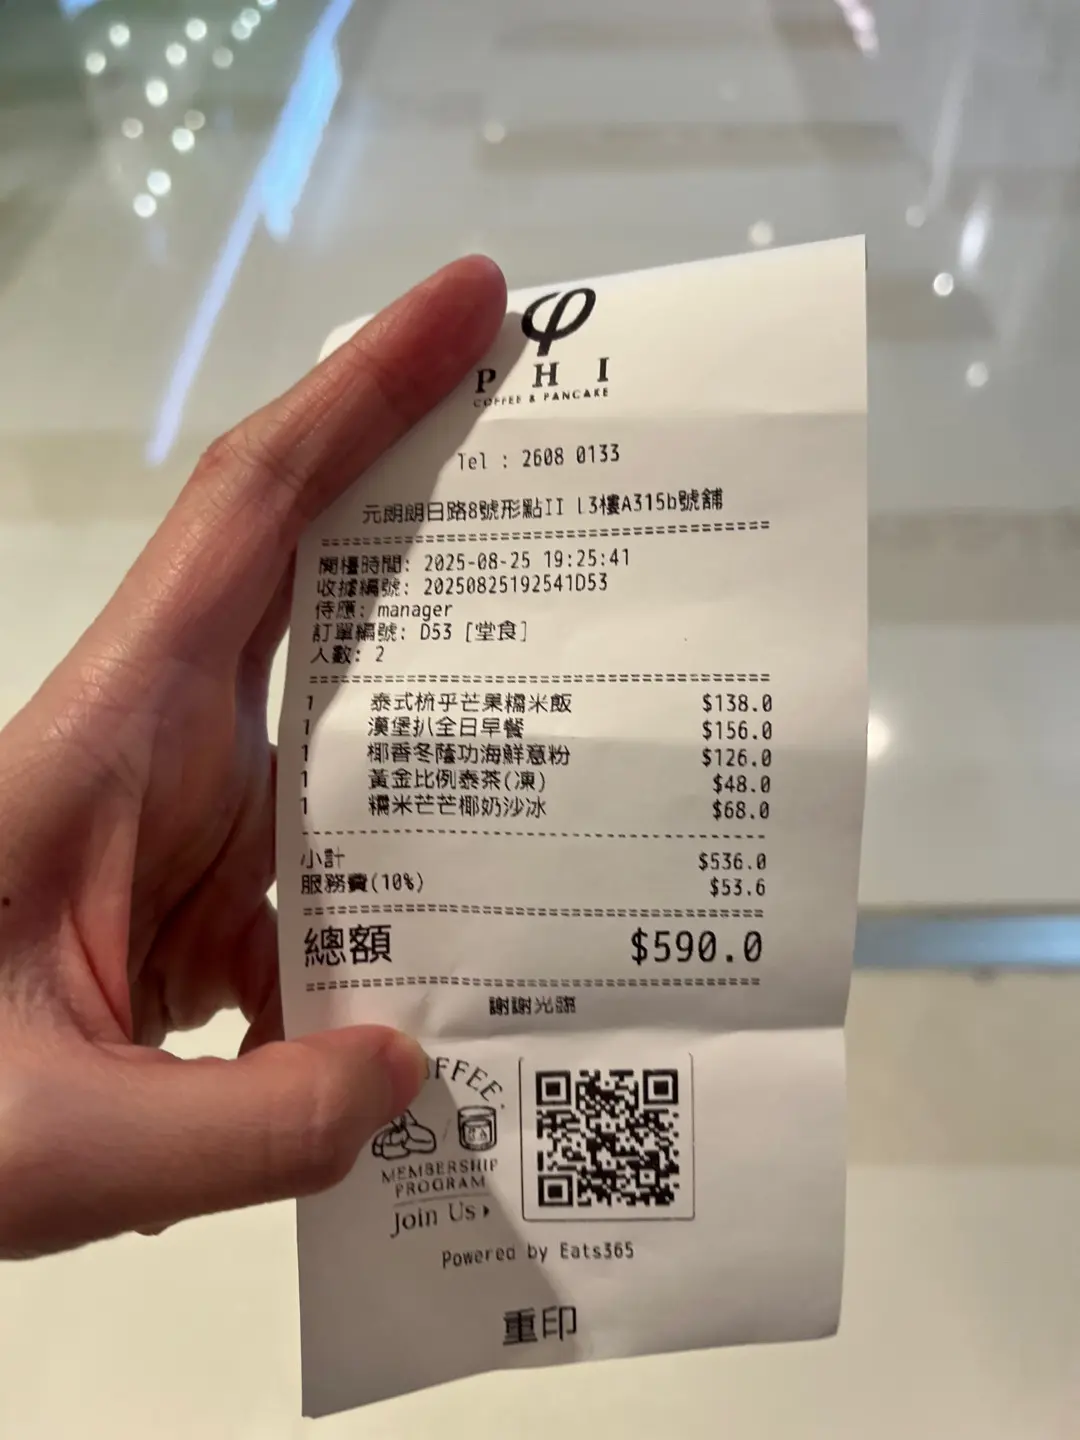 φ
PHI
COFFEE & PANCAKE
Tel : 2608 0133
元朗朗日路8號形點II L3樓A315b號舖
開檯時間: 2025-08-25 19:25:41
收據編號: 20250825192541D53
侍應: manager
訂單編號: D53 [堂食]
人數: 2
1 泰式梳乎芒果糯米飯 $138.0
1 漢堡扒全日早餐 $156.0
1 椰香冬蔭功海鮮意粉 $126.0
1 黃金比例泰茶(凍) $48.0
1 糯米芒芒椰奶沙冰 $68.0
小計 $536.0
服務費(10%) $53.6
總額 $590.0
謝謝光臨
MEMBERSHIP
PROGRAM
Join Us
Powered by Eats365
重印